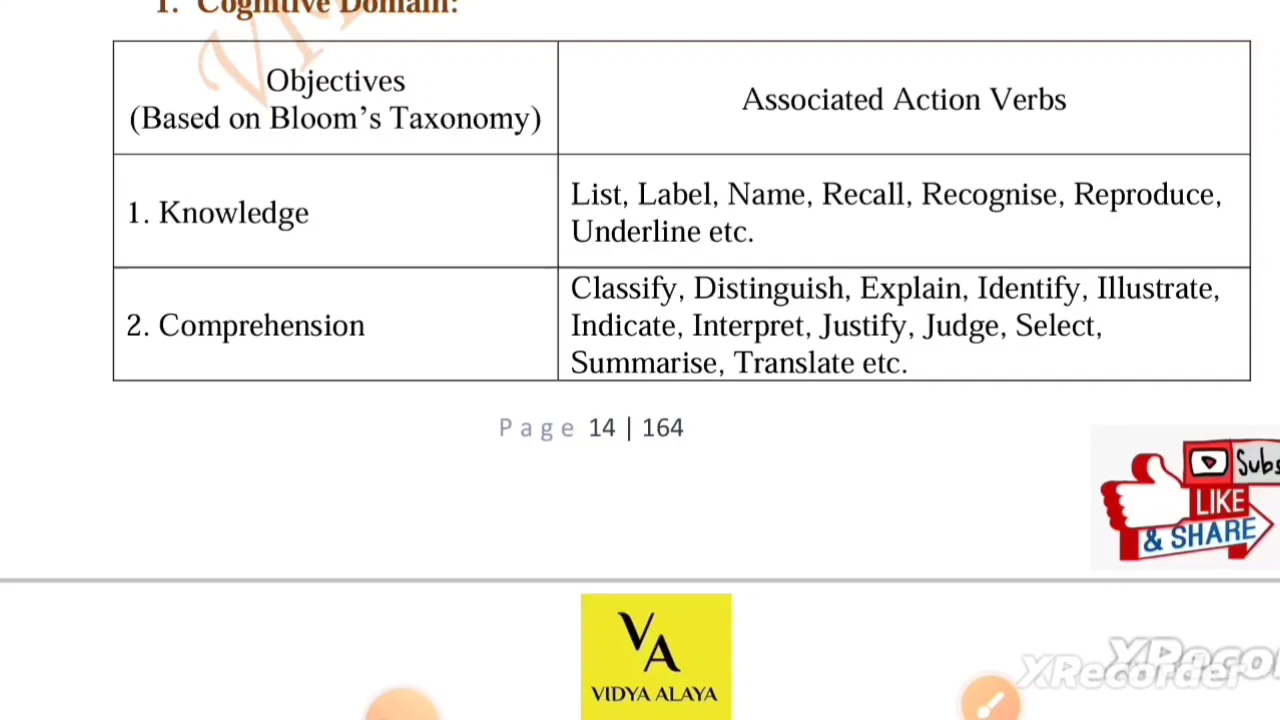 1. Cognitive Domain:
Objectives
(Based on Bloom's Taxonomy)
Associated Action Verbs
1. Knowledge
List, Label, Name, Recall, Recognise, Reproduce,
Underline etc.
2. Comprehension
Classify, Distinguish, Explain, Identify, Illustrate,
Indicate, Interpret, Justify, Judge, Select,
Summarise, Translate etc.
Page 14 | 164
Subs
LIKE
& SHARE
VA
VIDYA ALAYA
XRecorder